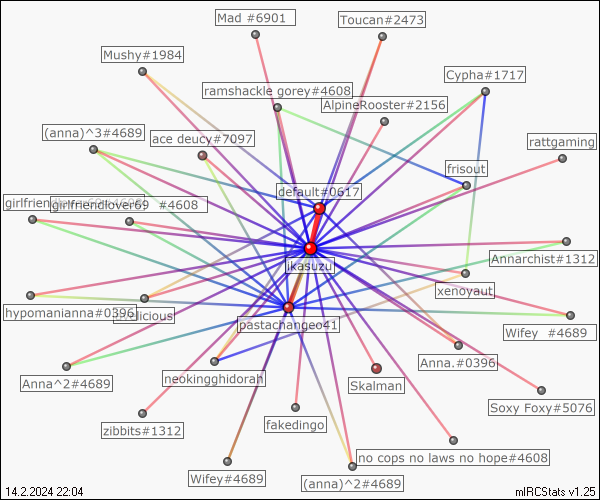 Mad #6901
Toucan#2473
Mushy#1984
Cypha#1717
ramshackle gorey#4608
AlpineRooster#2156
(anna)^3#4689
ace deucy#7097
rattgaming
frisout
default#0617
girlfriendlover69 #4608
Annarchist#1312
jikasuzu
xenoyaut
hypomanianna#0396
pastachangeo41
Wifey #4689
Anna.#0396
Anna^2#4689
neokingghidorah
Skalman
Soxy Foxy#5076
zibbits#1312
fakedingo
no cops no laws no hope#4608
Wifey#4689
(anna)^2#4689
14.2.2024 22:04
mIRCStats v1.25